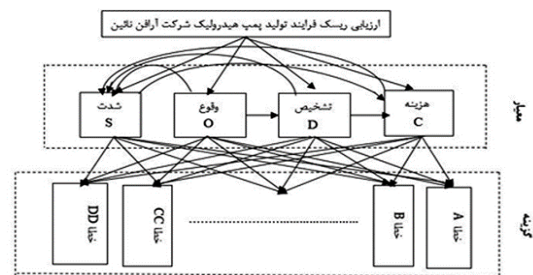 ارزیابی ریسک فرایند تولید پمپ هیدرولیک شرکت آرافن نائین
معیار
هزینه
C
تشخیص
D
وقوع
O
شدت
S
گزینه
خطا A
خطا B
خطا CC
خطا DD